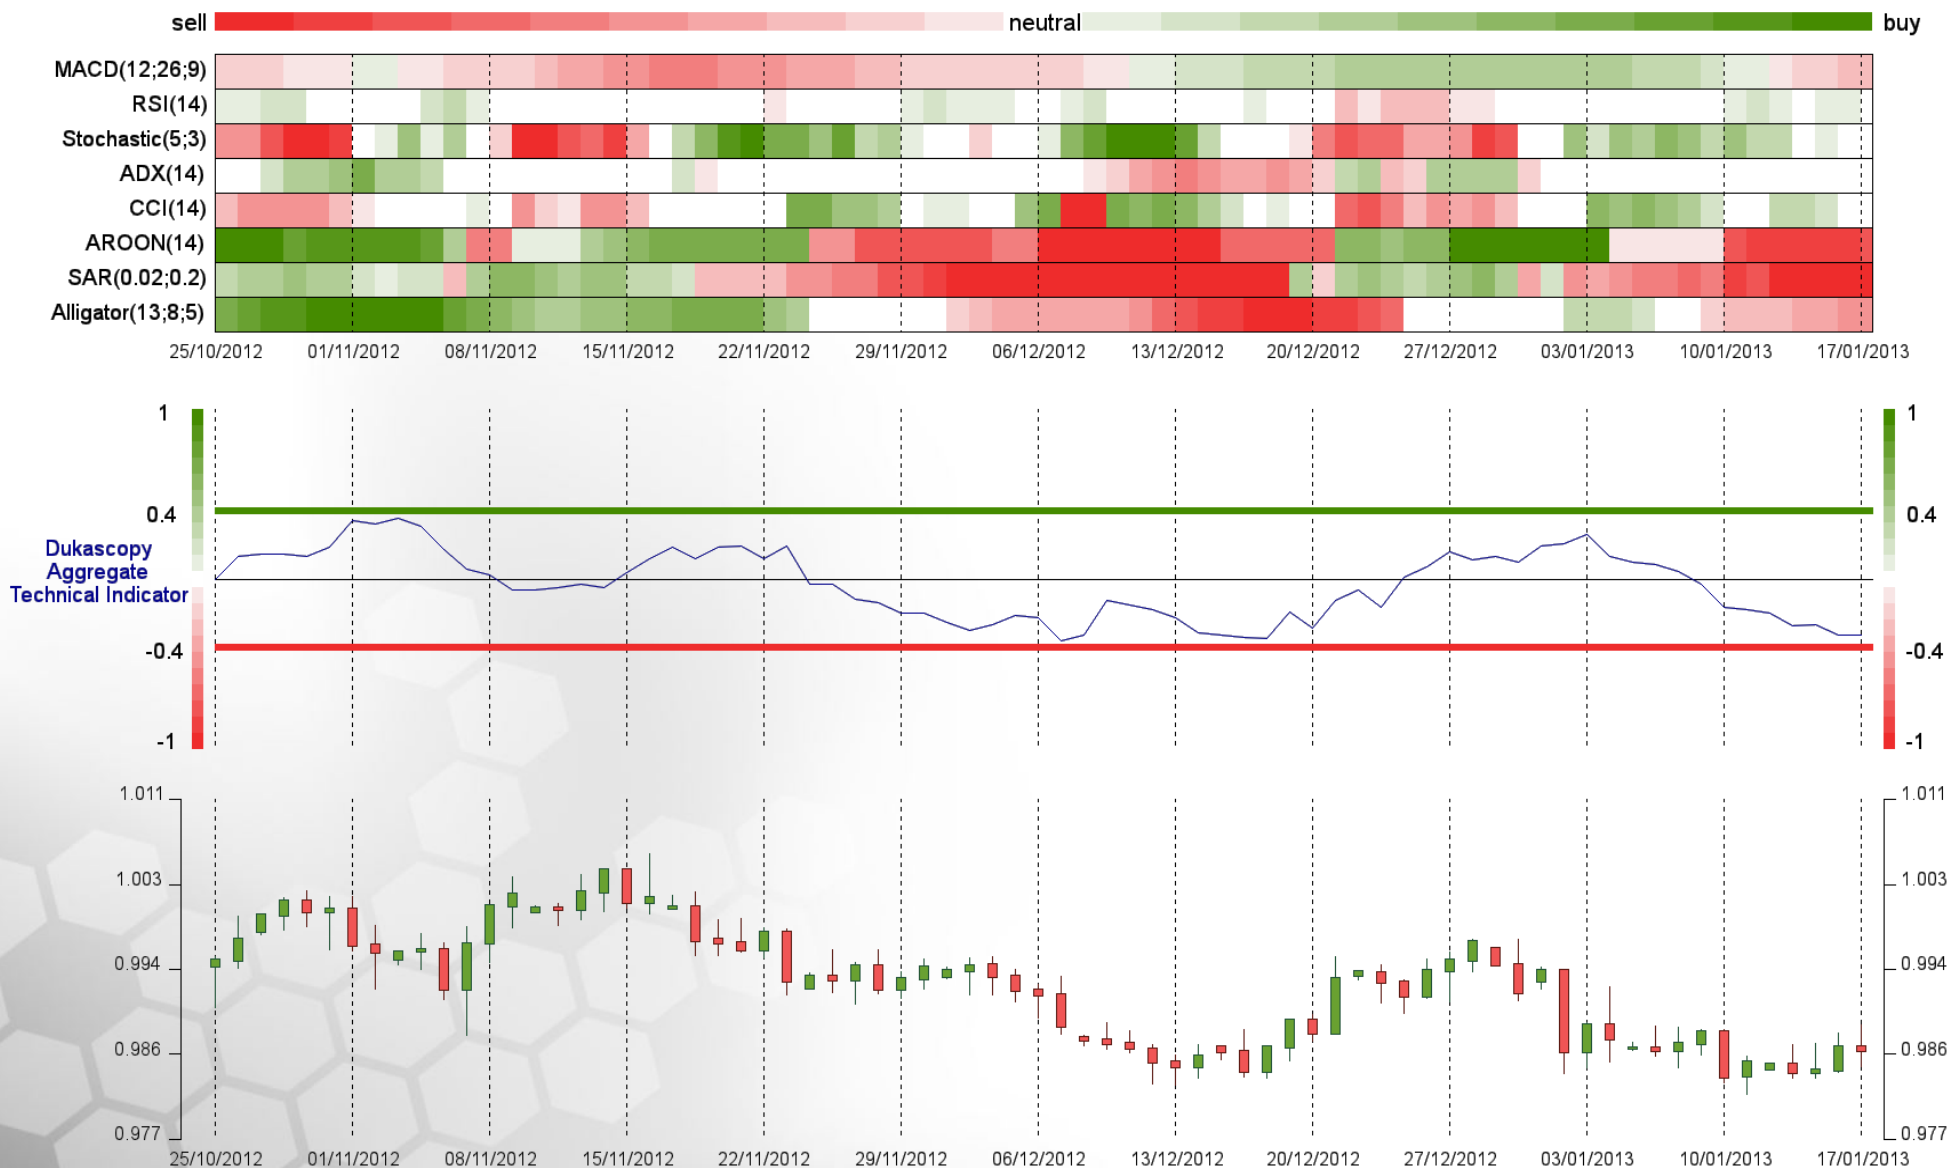 sell neutral buy
MACD(12;26;9)
RSI(14)
Stochastic(5;3)
ADX(14)
CCI(14)
AROON(14)
SAR(0.02;0.2)
Alligator(13;8;5)
25/10/2012 01/11/2012 08/11/2012 15/11/2012 22/11/2012 29/11/2012 06/12/2012 13/12/2012 20/12/2012 27/12/2012 03/01/2013 10/01/2013 17/01/2013
1 1
0.4 0.4
Dukascopy
Aggregate
Technical Indicator
-0.4 -0.4
-1 -1
1.011 1.011
1.003 1.003
0.994 0.994
0.986 0.986
0.977 0.977
25/10/2012 01/11/2012 08/11/2012 15/11/2012 22/11/2012 29/11/2012 06/12/2012 13/12/2012 20/12/2012 27/12/2012 03/01/2013 10/01/2013 17/01/2013